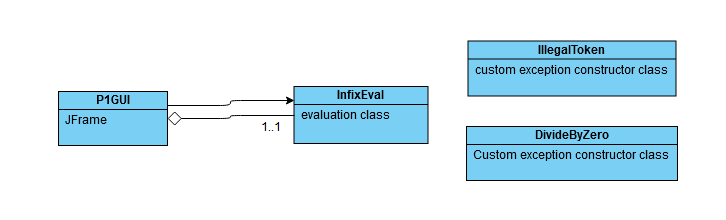 P1GUI
JFrame
InfixEval
evaluation class
1..1
IllegalToken
custom exception constructor class
DivideByZero
Custom exception constructor class